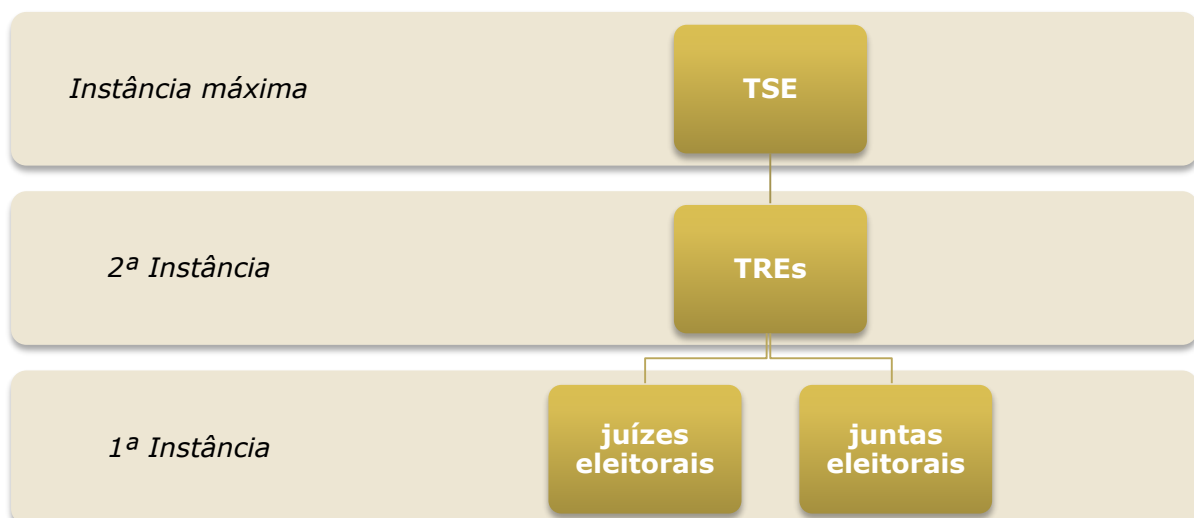 Instância máxima
TSE
2ª Instância
TREs
1ª Instância
juízes
eleitorais
juntas
eleitorais